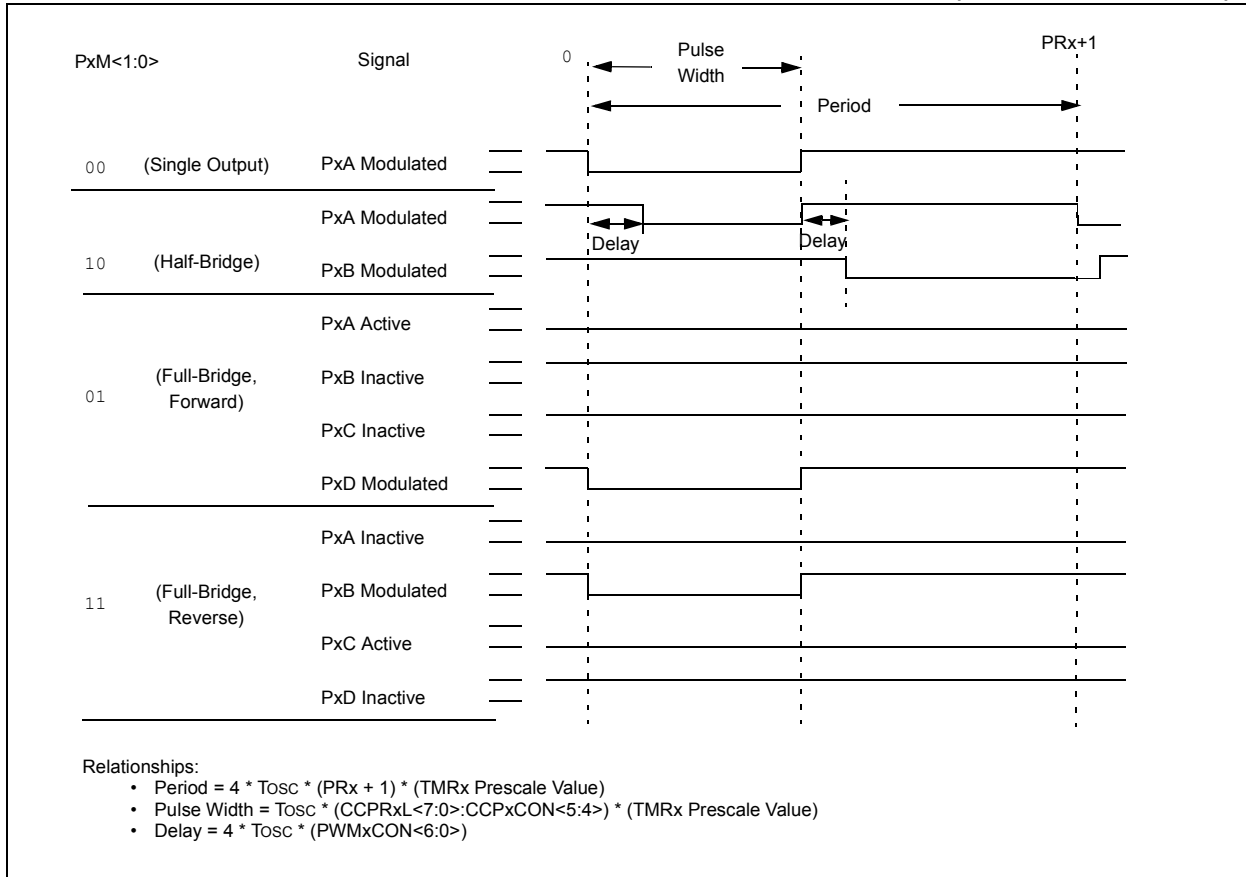 PxM<1:0> Signal 0 Pulse Width PRx+1
Period
00 (Single Output) PxA Modulated
PxA Modulated
Delay Delay
10 (Half-Bridge) PxB Modulated
PxA Active
01 (Full-Bridge, Forward) PxB Inactive
PxC Inactive
PxD Modulated
PxA Inactive
11 (Full-Bridge, Reverse) PxB Modulated
PxC Active
PxD Inactive
Relationships:
• Period = 4 * TOSC * (PRx + 1) * (TMRx Prescale Value)
• Pulse Width = TOSC * (CCPRxL<7:0>:CCPxCON<5:4>) * (TMRx Prescale Value)
• Delay = 4 * TOSC * (PWMxCON<6:0>)